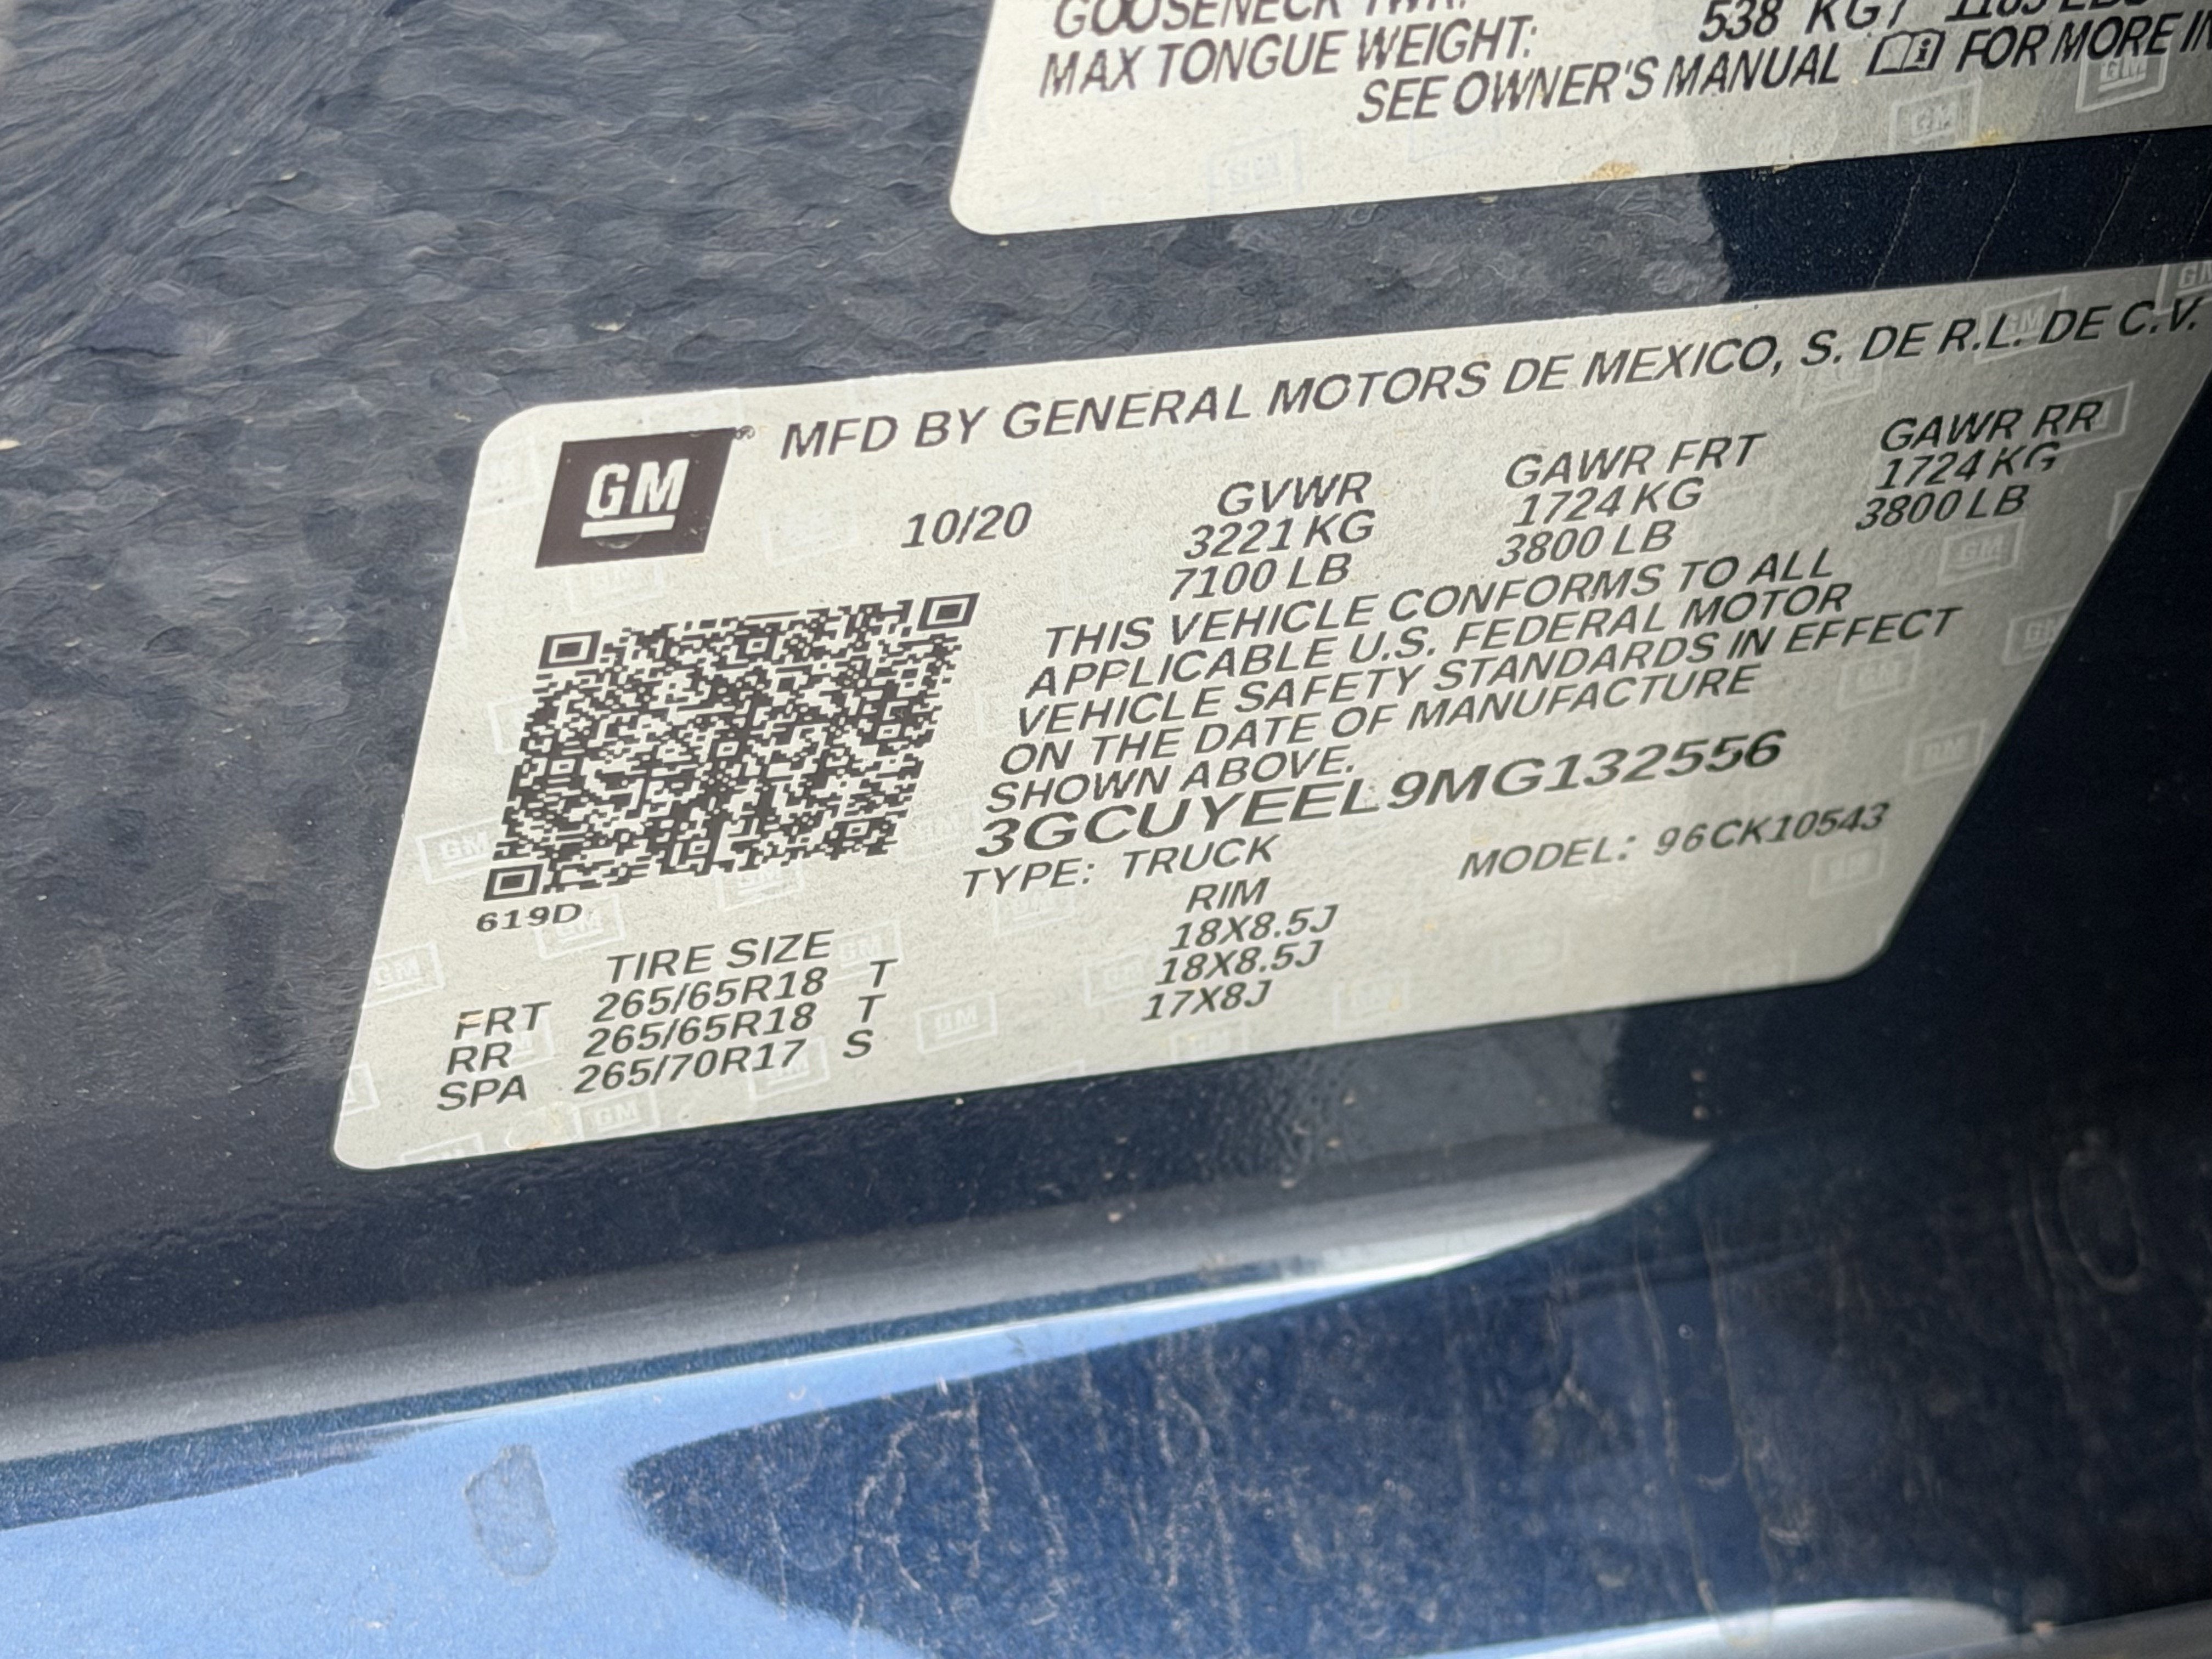 GOOSENECK TWR:
MAX TONGUE WEIGHT: 538 KG/
SEE OWNER'S MANUAL FOR MORE
GM MFD BY GENERAL MOTORS DE MEXICO, S. DE R.L. DE C.V.
10/20 GVWR GAWR FRT GAWR RR
3221 KG 1724 KG 1724 KG
7100 LB 3800 LB 3800 LB
THIS VEHICLE CONFORMS TO ALL
APPLICABLE U.S. FEDERAL MOTOR
VEHICLE SAFETY STANDARDS IN EFFECT
ON THE DATE OF MANUFACTURE
SHOWN ABOVE.
3GCUYEEL9MG132556
TYPE: TRUCK MODEL: 96CK10543
619D
TIRE SIZE RIM
FRT 265/65R18 T 18X8.5J
RR 265/65R18 T 18X8.5J
SPA 265/70R17 S 17X8J